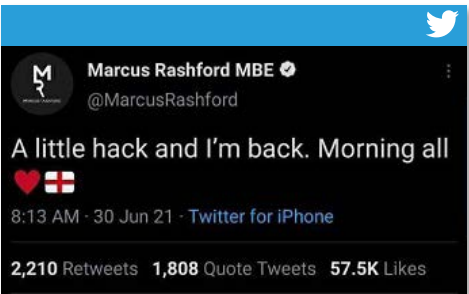 Marcus Rashford MBE
@MarcusRashford
A little hack and I'm back. Morning all
❤️🏴󠁧󠁢󠁥󠁮󠁧󠁿
8:13 AM · 30 Jun 21 · Twitter for iPhone
2,210 Retweets 1,808 Quote Tweets 57.5K Likes